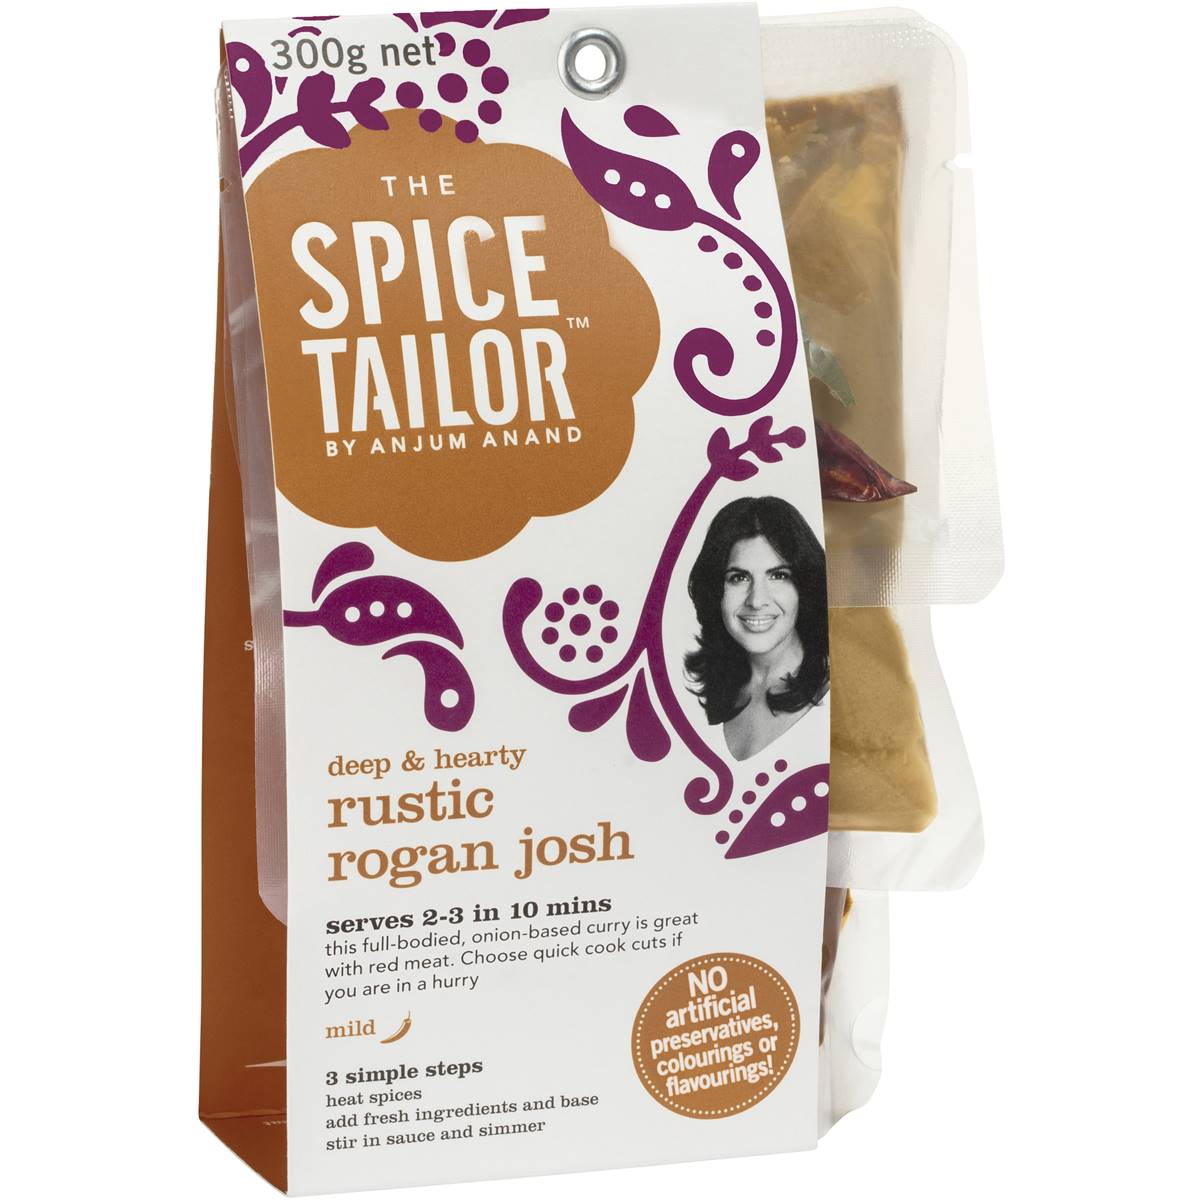 300g net
THE
SPICE
TAILOR™
BY ANJUM ANAND
deep & hearty
rustic
rogan josh
serves 2-3 in 10 mins
this full-bodied, onion-based curry is great
with red meat. Choose quick cook cuts if
you are in a hurry
mild
3 simple steps
heat spices
add fresh ingredients and base
stir in sauce and simmer
NO
artificial
preservatives,
colourings or
flavourings!